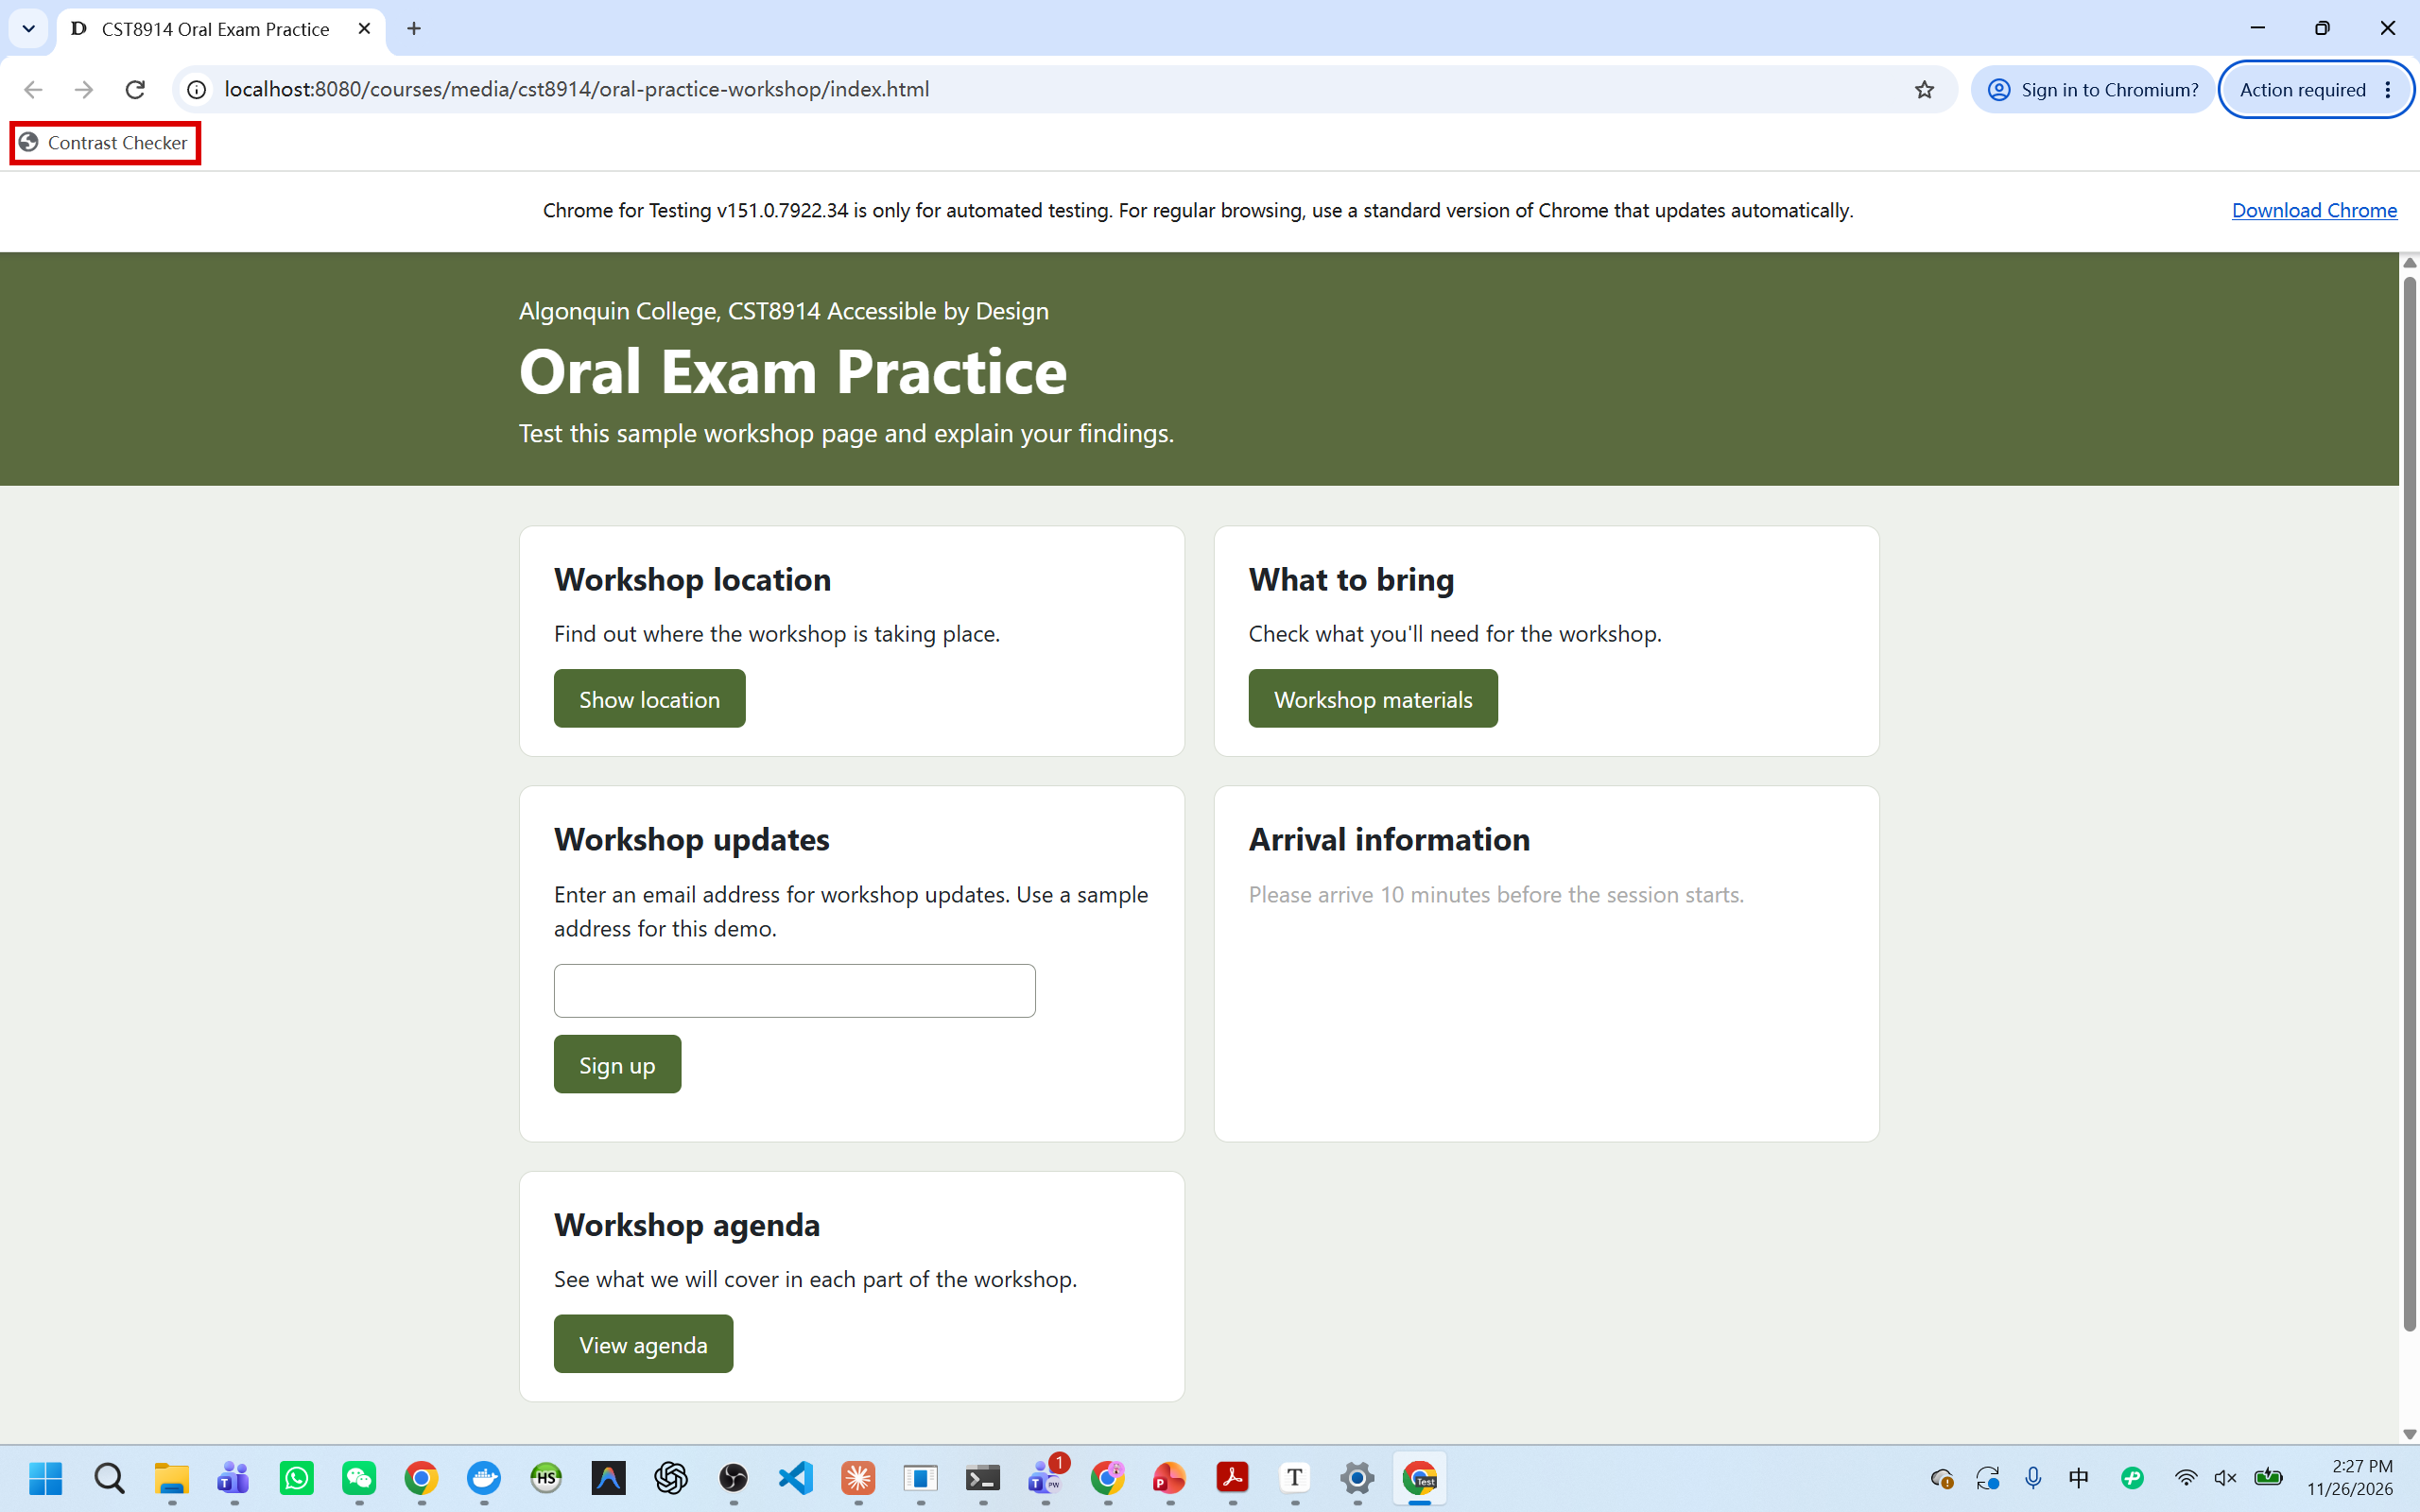 CST8914 Oral Exam Practice
localhost:8080/courses/media/cst8914/oral-practice-workshop/index.html
Sign in to Chromium?
Action required
Contrast Checker
Chrome for Testing v151.0.7922.34 is only for automated testing. For regular browsing, use a standard version of Chrome that updates automatically.
Download Chrome
Algonquin College, CST8914 Accessible by Design
Oral Exam Practice
Test this sample workshop page and explain your findings.
Workshop location
Find out where the workshop is taking place.
Show location
What to bring
Check what you'll need for the workshop.
Workshop materials
Workshop updates
Enter an email address for workshop updates. Use a sample
address for this demo.
Sign up
Arrival information
Please arrive 10 minutes before the session starts.
Workshop agenda
See what we will cover in each part of the workshop.
View agenda
HS
1
PW
T
Test
中
2:27 PM
11/26/2026